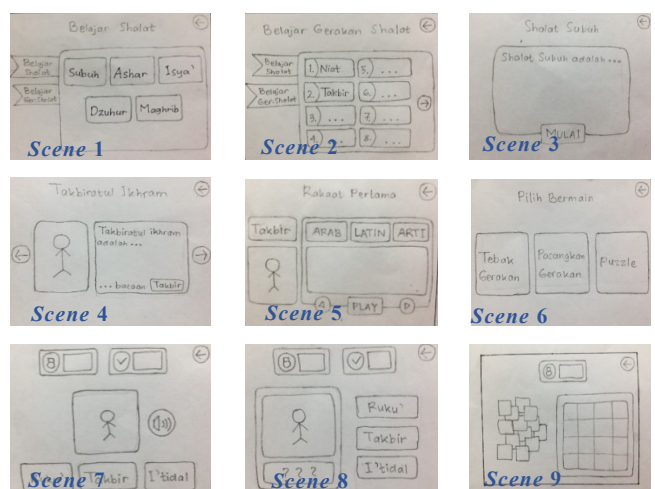 Belajar Shalat
Belajar
Shalat
Belajar
Ger.Shalat
Subuh
Ashar
Isya'
Dzuhur
Maghrib
Scene 1
Belajar Gerakan Shalat
Belajar
Shalat
Belajar
Ger.Shalat
1.) Niat
5.) ...
2.) Takbir
6.) ...
3.) ...
7.) ...
4.) ...
8.) ...
Scene 2
Shalat Subuh
Shalat Subuh adalah ...
MULAI
Scene 3
Takbiratul Ikhram
Takbiratul ikhram
adalah ...
... bacaan Takbir
Scene 4
Rakaat Pertama
Takbir
ARAB LATIN ARTI
PLAY
Scene 5
Pilih Bermain
Tebak
Gerakan
Pasangkan
Gerakan
Puzzle
Scene 6
Takbir
I'tidal
Scene 7
Ruku'
Takbir
I'tidal
? ? ?
Scene 8
Scene 9